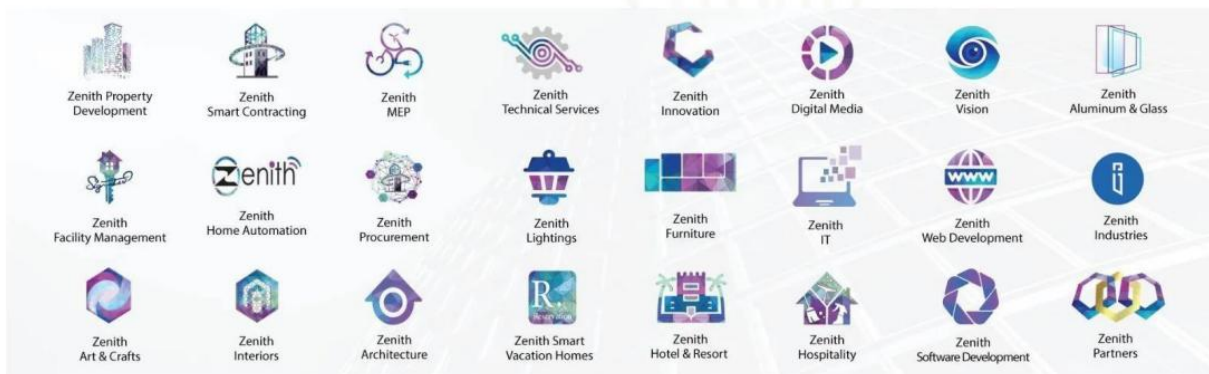 Zenith Property
Development
Zenith
Smart Contracting
Zenith
MEP
Zenith
Technical Services
Zenith
Innovation
Zenith
Digital Media
Zenith
Vision
Zenith
Aluminum & Glass
Zenith
Facility Management
Zenith
Zenith
Home Automation
Zenith
Procurement
Zenith
Lightings
Zenith
Furniture
Zenith
IT
WWW
Zenith
Web Development
Zenith
Industries
Zenith
Art & Crafts
Zenith
Interiors
Zenith
Architecture
R.
Zenith Smart
Vacation Homes
Zenith
Hotel & Resort
Zenith
Hospitality
Zenith
Software Development
Zenith
Partners